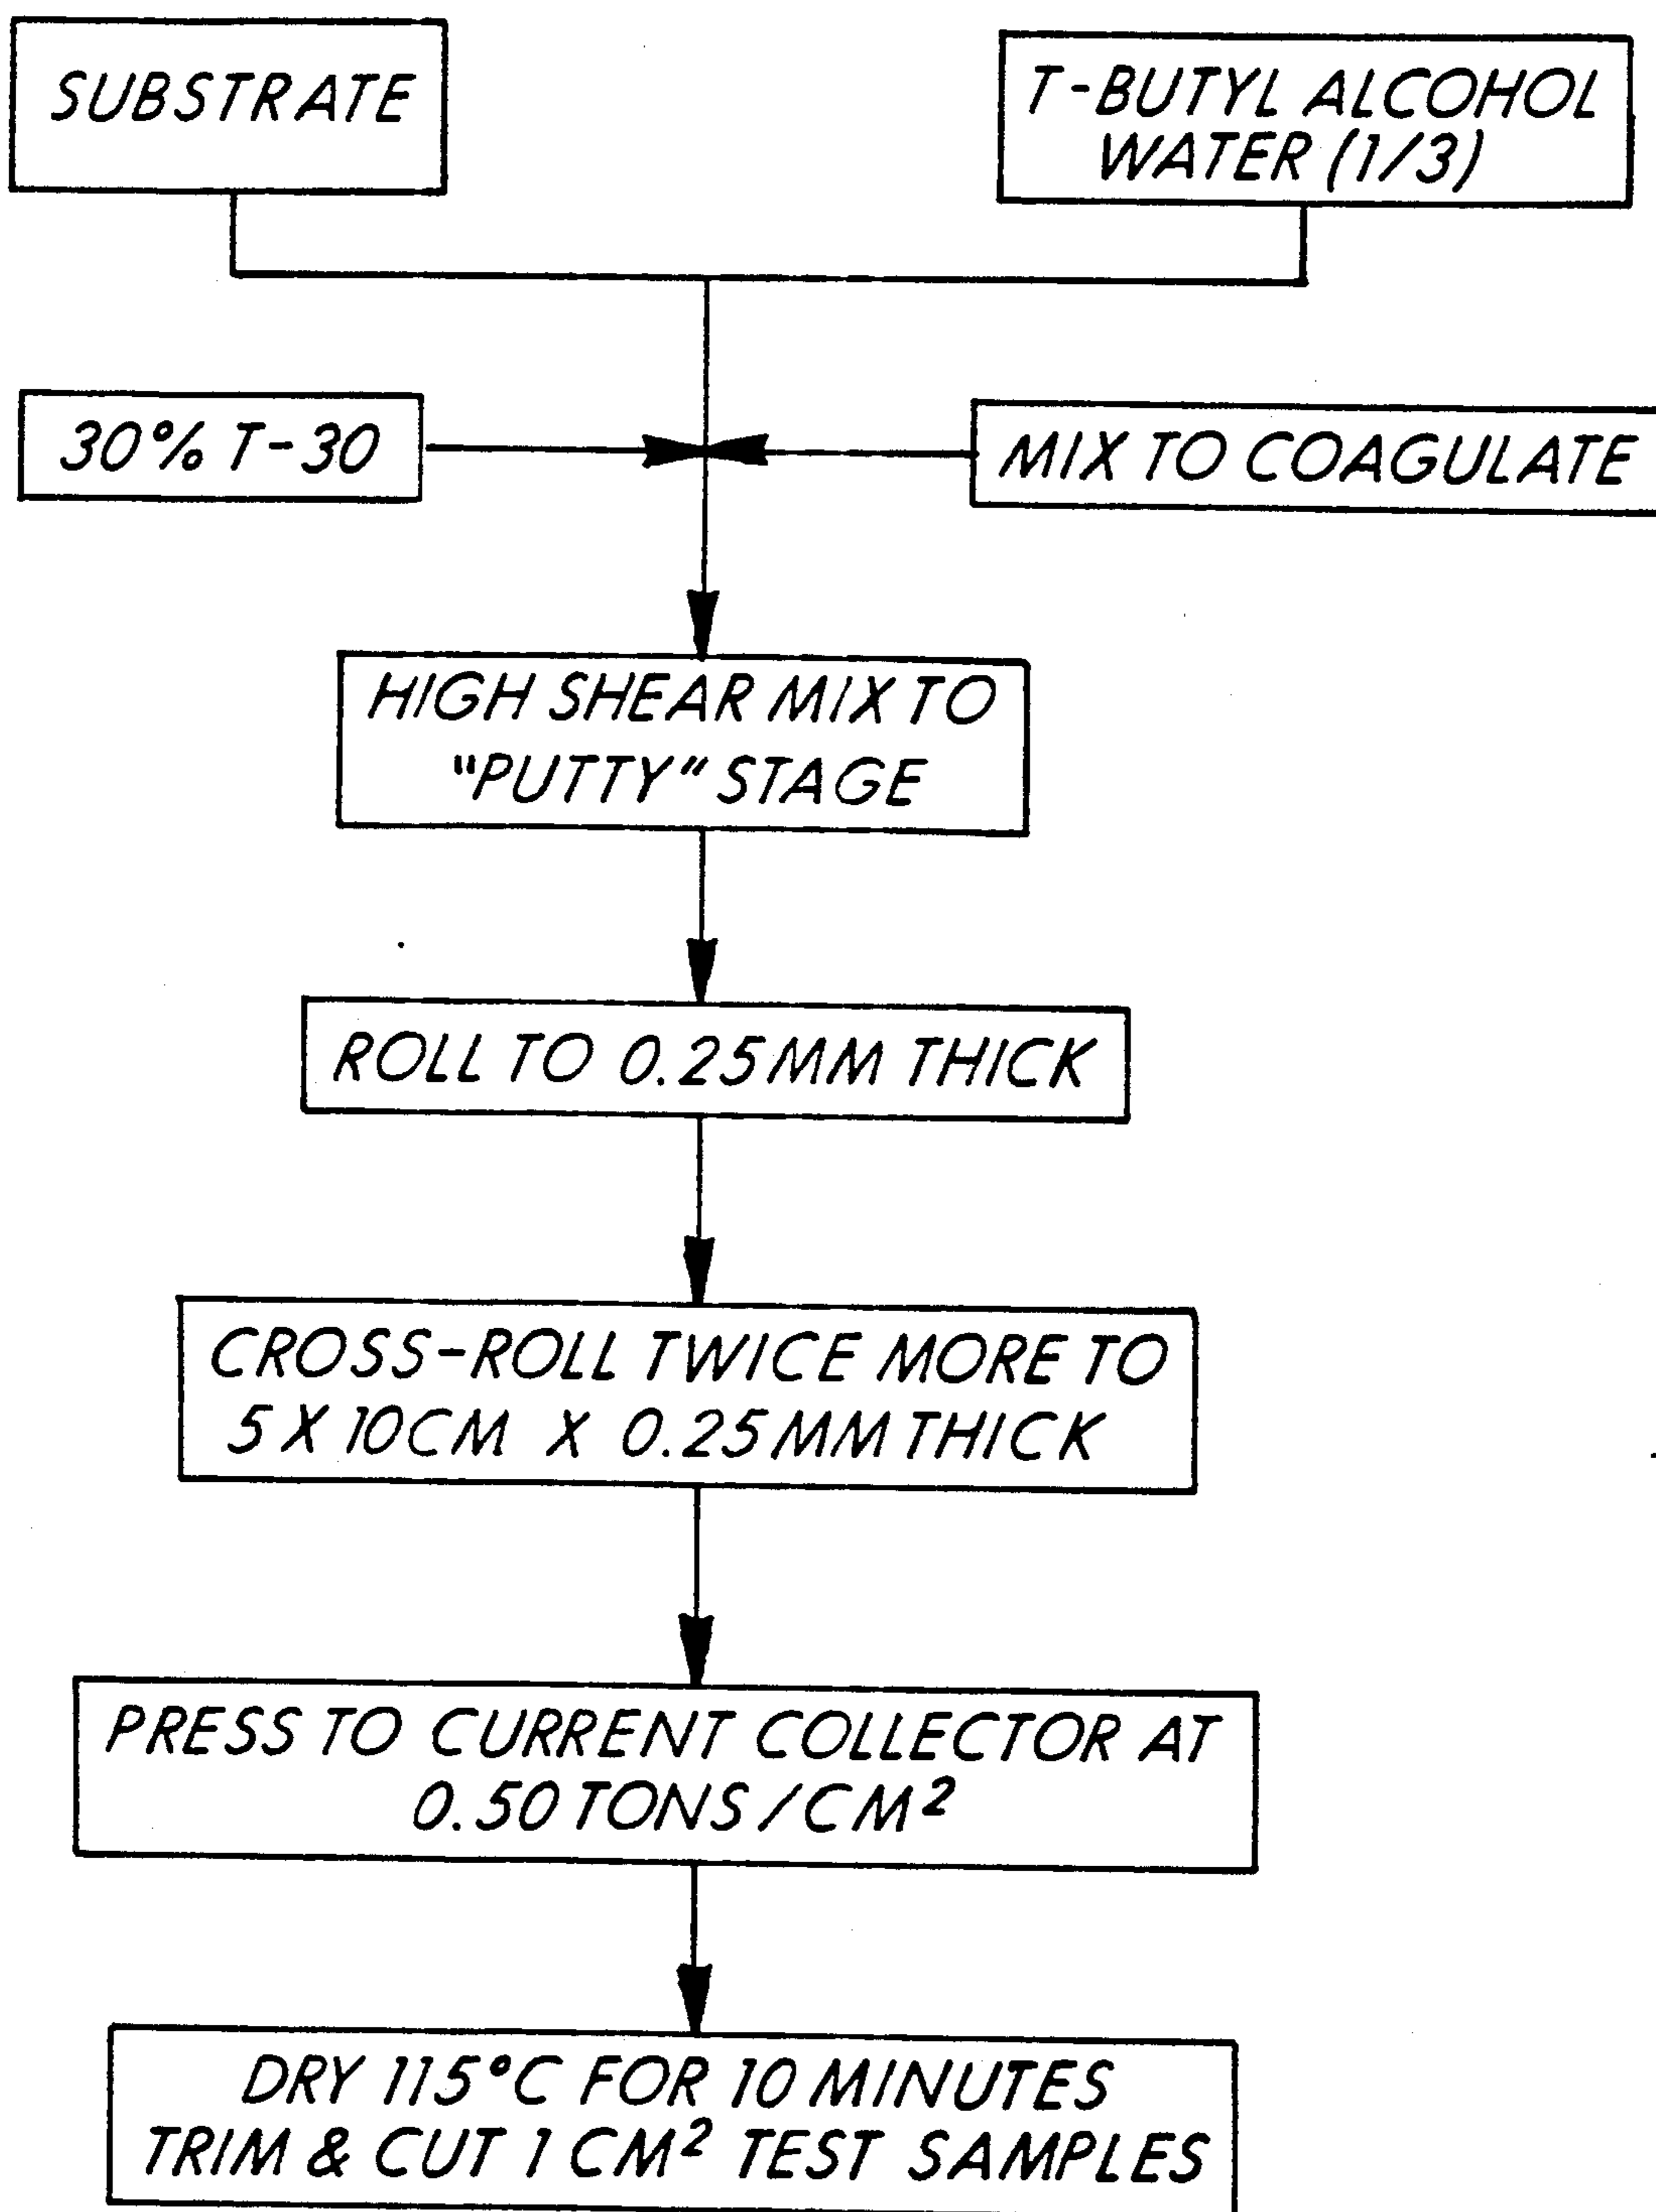 SUBSTRATE
T-BUTYL ALCOHOL
WATER (1/3)
30% T-30
MIX TO COAGULATE
HIGH SHEAR MIX TO
"PUTTY" STAGE
ROLL TO 0.25MM THICK
CROSS-ROLL TWICE MORE TO
5 X 10CM X 0.25MM THICK
PRESS TO CURRENT COLLECTOR AT
0.50 TONS/CM²
DRY 115°C FOR 10 MINUTES
TRIM & CUT 1 CM² TEST SAMPLES